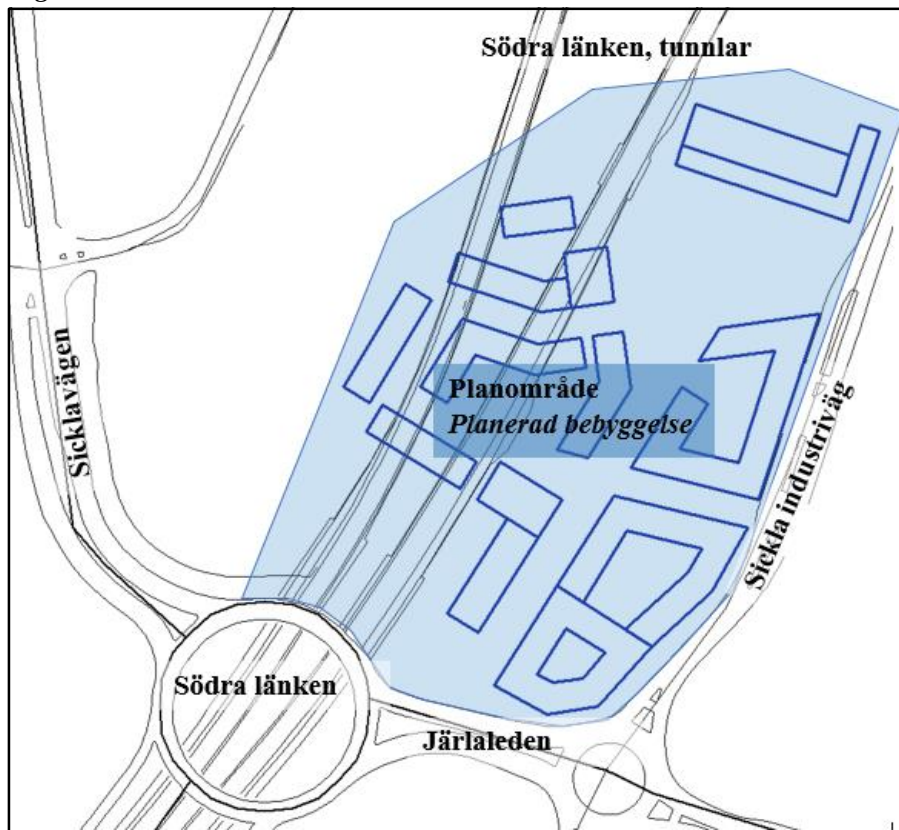 Södra länken, tunnlar
Sicklavägen
Planområde
Planerad bebyggelse
Sickla industriväg
Södra länken
Järlaleden